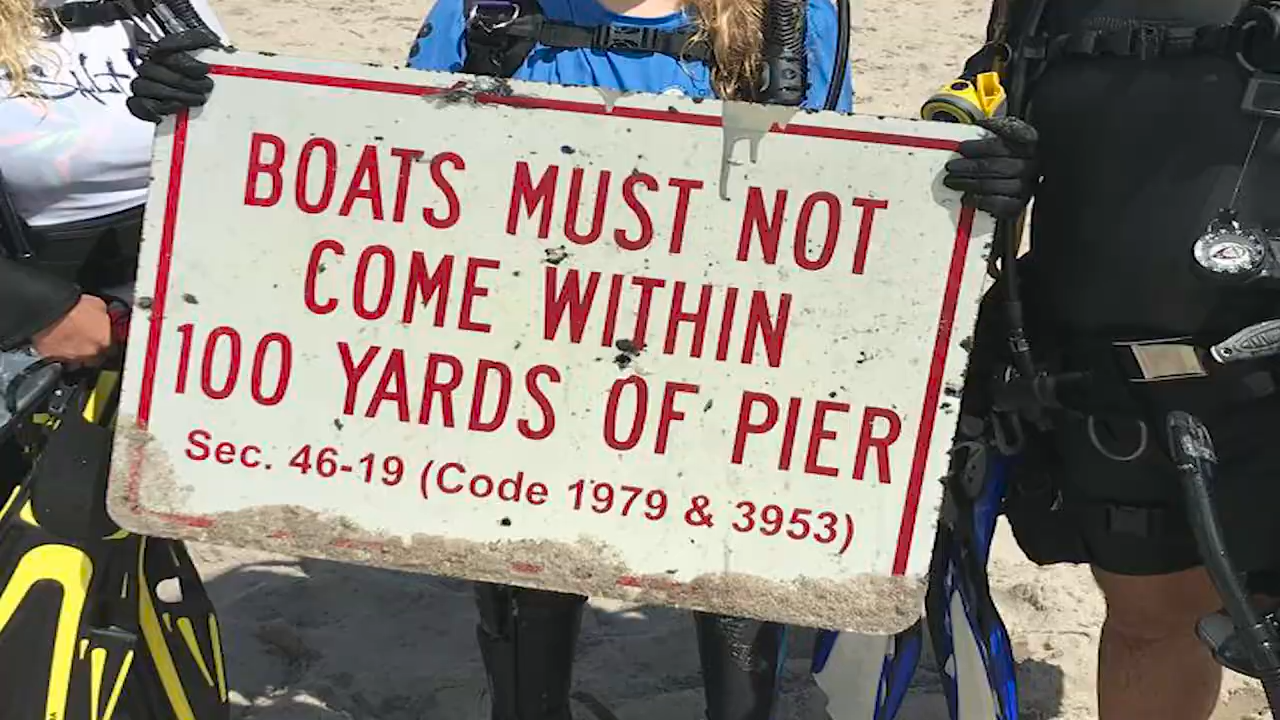 BOATS MUST NOT
COME WITHIN
100 YARDS OF PIER
Sec. 46-19 (Code 1979 & 3953)